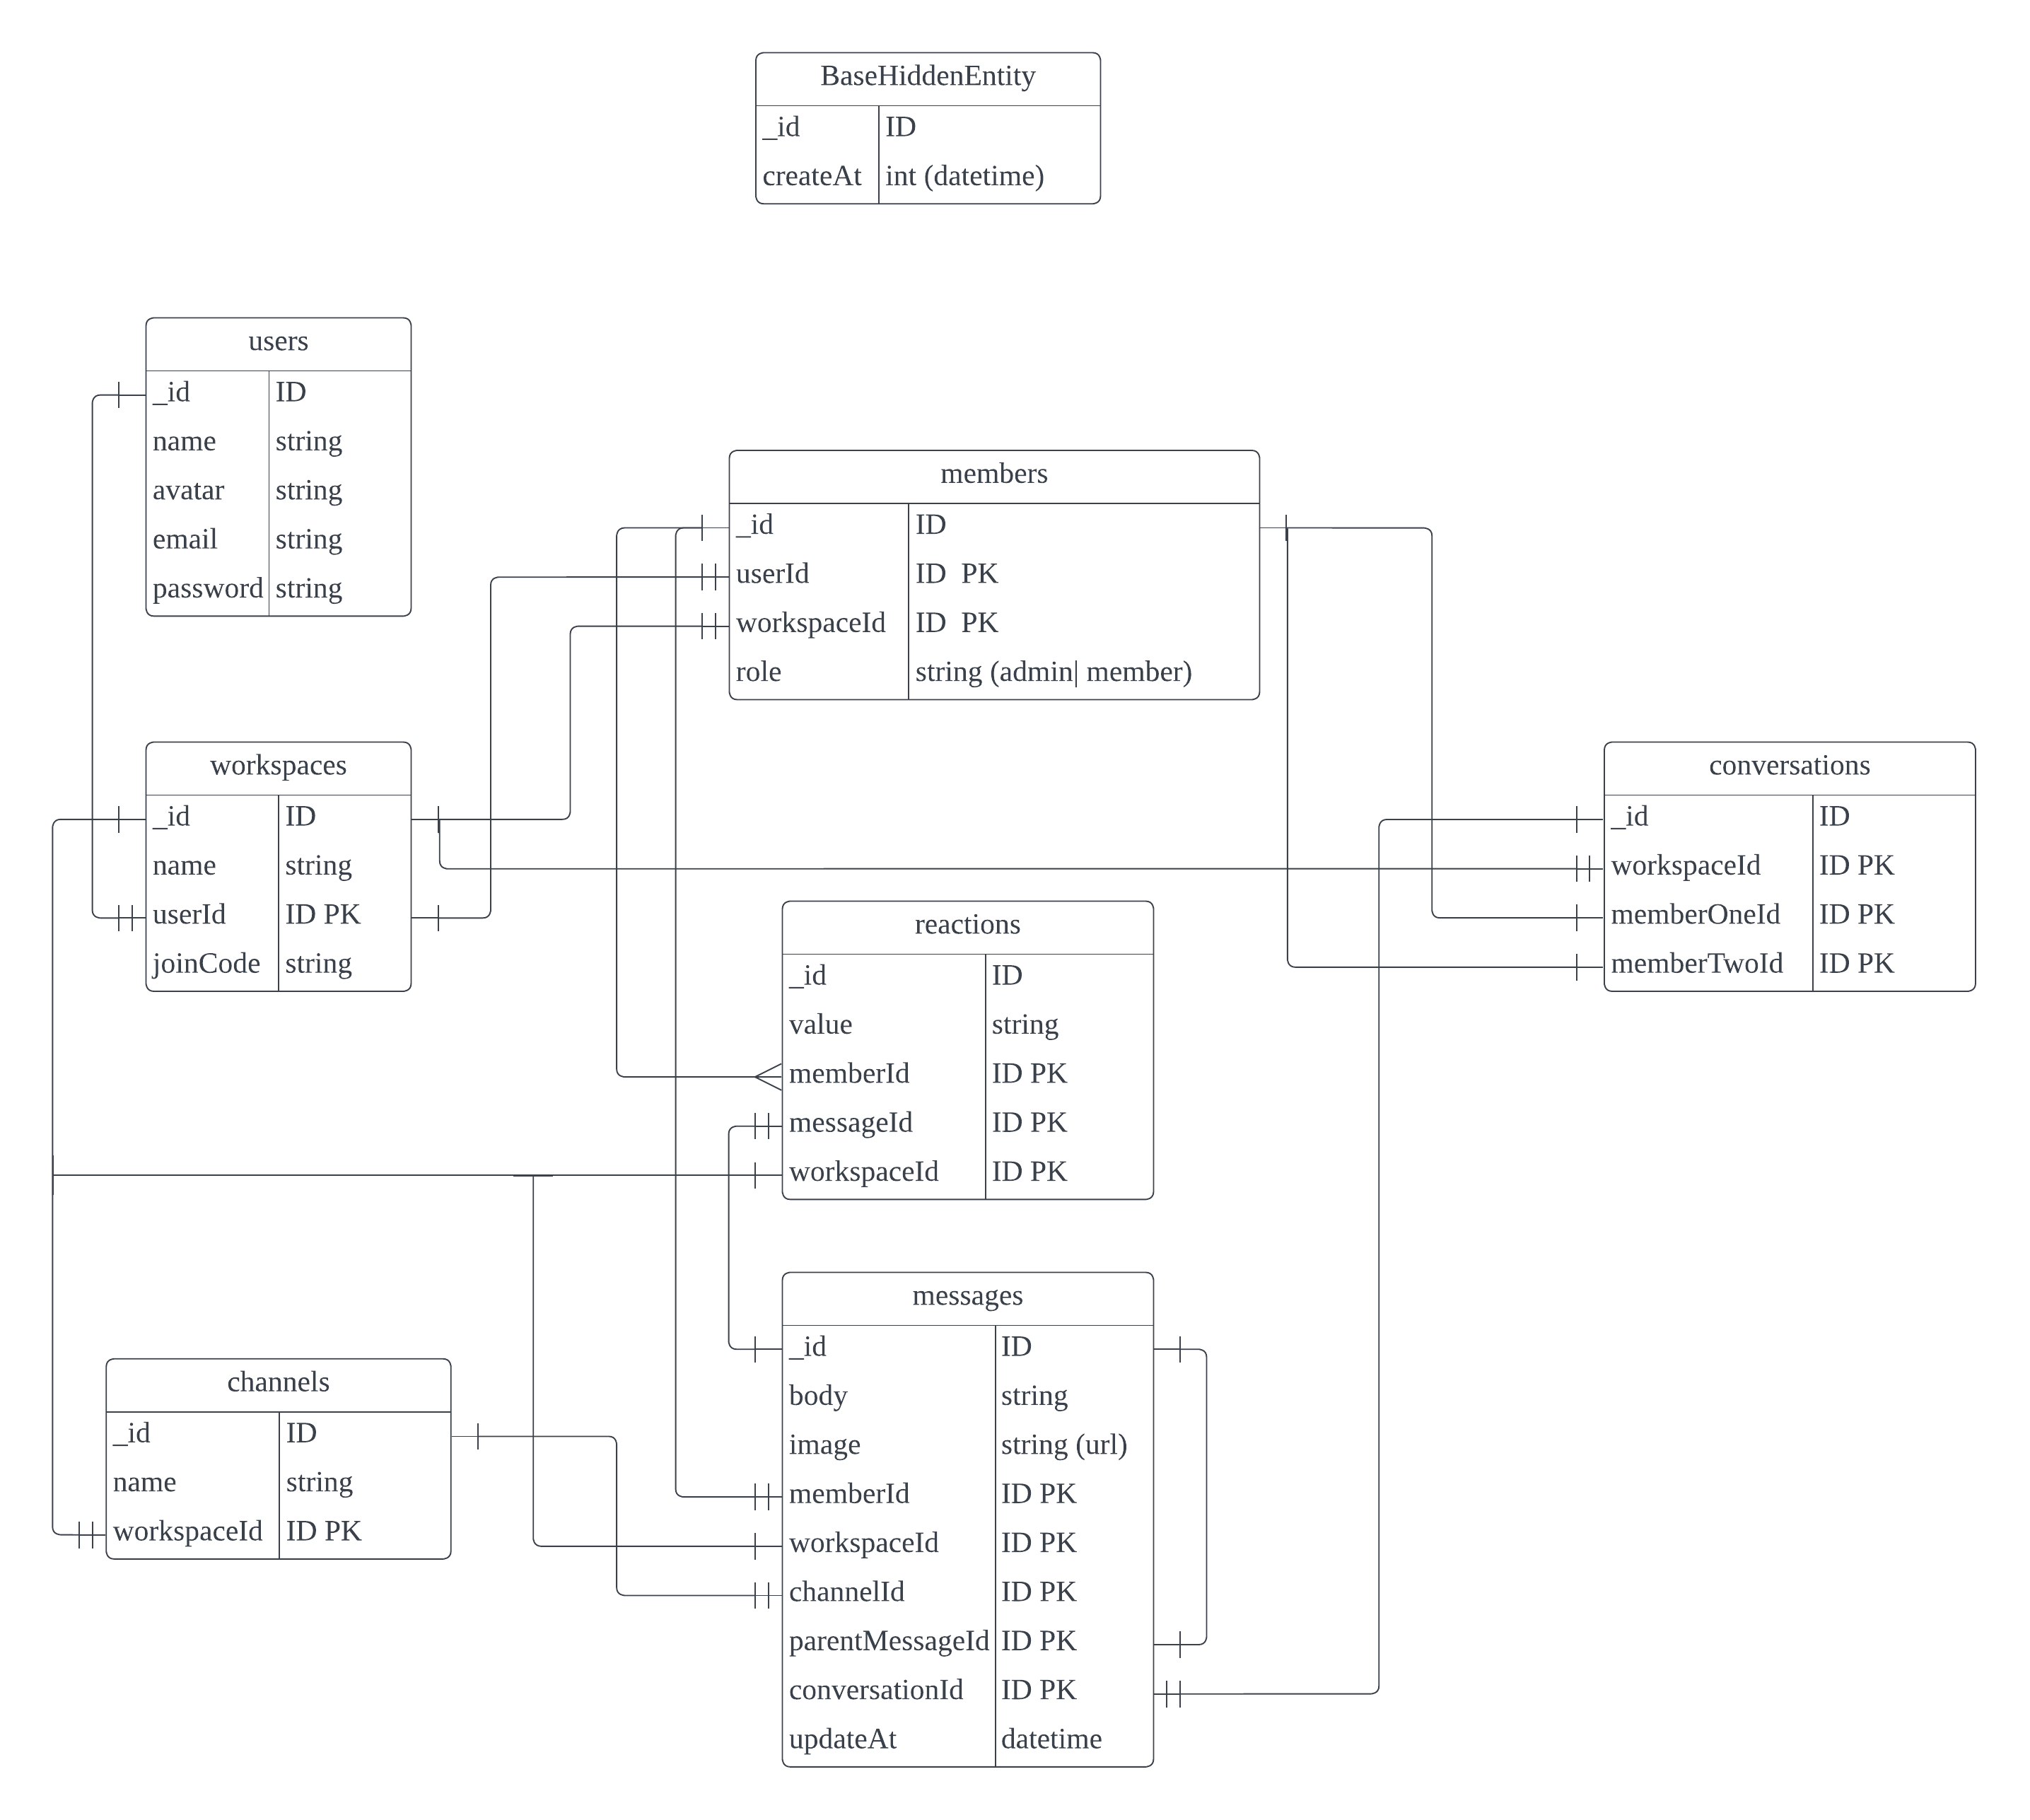 BaseHiddenEntity
_id ID
createAt int (datetime)
users
_id ID
name string
avatar string
email string
password string
members
_id ID
userId ID PK
workspaceId ID PK
role string (admin| member)
workspaces
_id ID
name string
userId ID PK
joinCode string
conversations
_id ID
workspaceId ID PK
memberOneId ID PK
memberTwoId ID PK
reactions
_id ID
value string
memberId ID PK
messageId ID PK
workspaceId ID PK
messages
_id ID
body string
image string (url)
memberId ID PK
workspaceId ID PK
channelId ID PK
parentMessageId ID PK
conversationId ID PK
updateAt datetime
channels
_id ID
name string
workspaceId ID PK